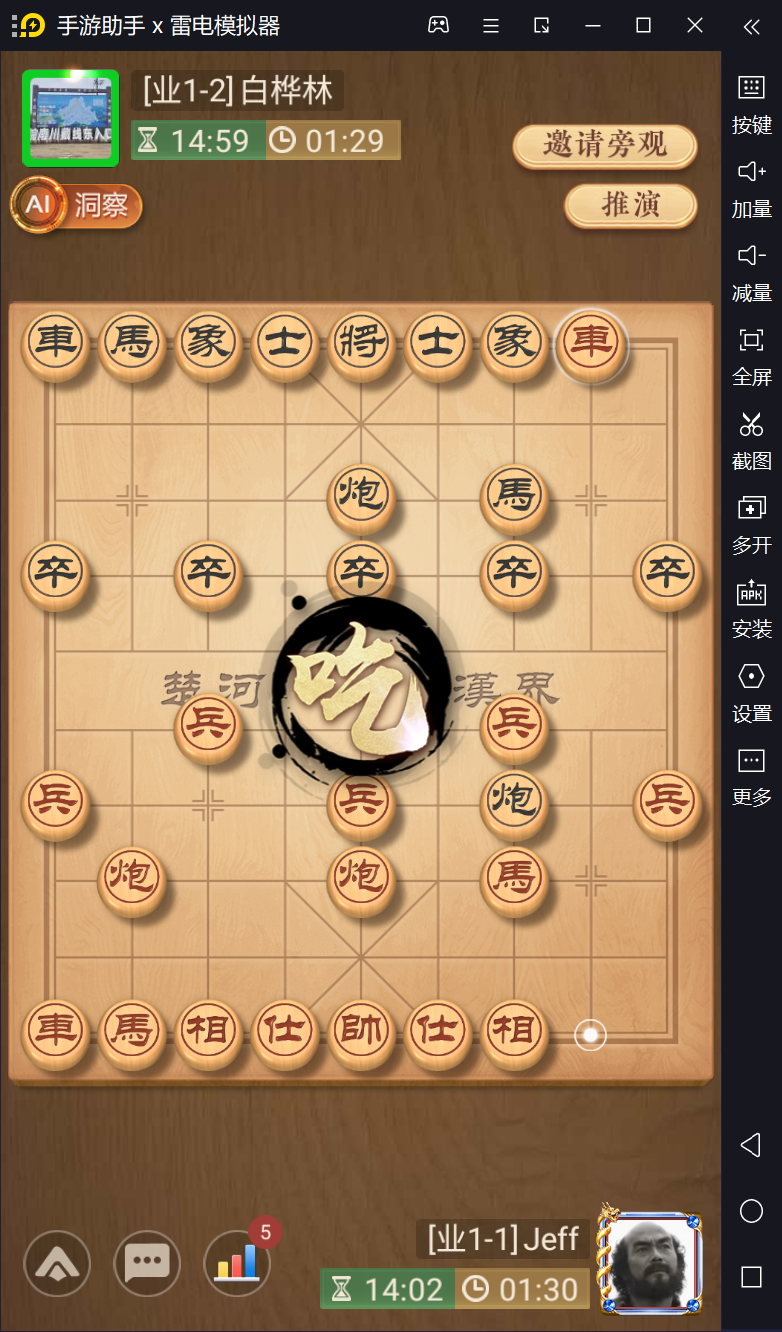 手游助手 x 雷电模拟器
[业1-2] 白桦林
14:59 01:29
邀请旁观
AI 洞察
推演
按键
加量
减量
全屏
截图
多开
APK
安装
设置
更多
車 馬 象 士 將 士 象 車
炮 馬
卒 卒 卒 卒 卒
楚河 漢界
吃
兵 兵
兵 兵 炮 兵
炮 炮 馬
車 馬 相 仕 帥 仕 相
5
[业1-1] Jeff
14:02 01:30